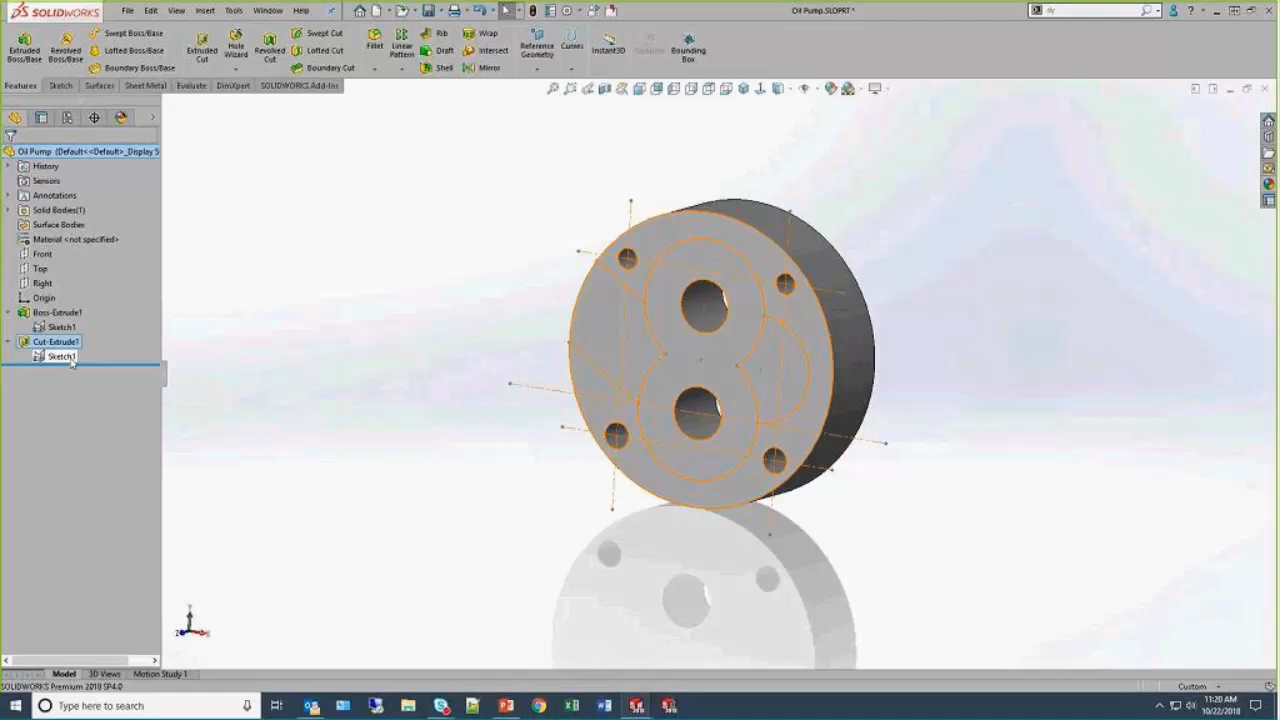 SOLIDWORKS File Edit View Insert Tools Window Help Oil Pump.SLDPRT * dy
Extruded Boss/Base Revolved Boss/Base Swept Boss/Base Lofted Boss/Base Boundary Boss/Base Extruded Cut Hole Wizard Revolved Cut Swept Cut Lofted Cut Boundary Cut Fillet Linear Pattern Rib Draft Shell Wrap Intersect Mirror Reference Geometry Curves Instant3D Bounding Box
Features Sketch Surfaces Sheet Metal Evaluate DimXpert SOLIDWORKS Add-Ins
Oil Pump (Default<<Default>_Display S
History
Sensors
Annotations
Solid Bodies(1)
Surface Bodies
Material <not specified>
Front
Top
Right
Origin
Boss-Extrude1
Sketch1
Cut-Extrude1
Sketch1
Y
Z X
Model 3D Views Motion Study 1
SOLIDWORKS Premium 2018 SP4.0 Custom
Type here to search 11:20 AM
10/22/2018